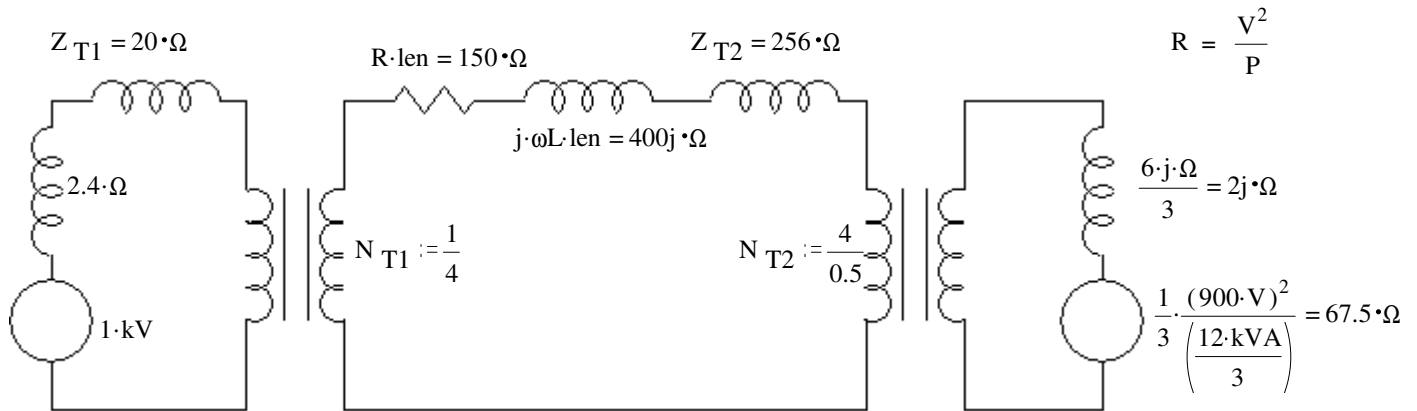 Z T1 = 20•Ω
R·len = 150•Ω
Z T2 = 256•Ω
R = V² / P
j·ωL·len = 400j•Ω
2.4·Ω
6·j·Ω / 3 = 2j•Ω
N T1 := 1/4
N T2 := 4/0.5
1·kV
1/3 · (900·V)² / (12·kVA / 3) = 67.5•Ω